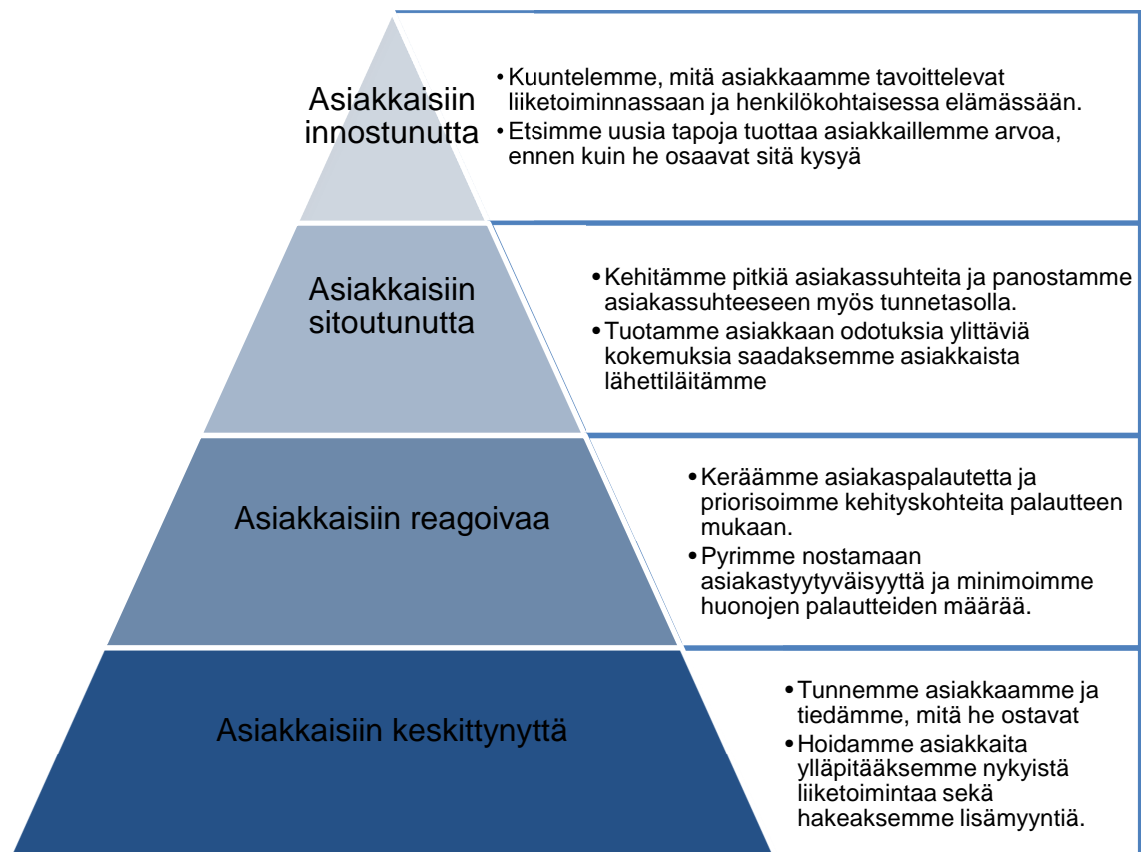 Asiakkaisiin
innostunutta
• Kuuntelemme, mitä asiakkaamme tavoittelevat
liiketoiminnassaan ja henkilökohtaisessa elämässään.
• Etsimme uusia tapoja tuottaa asiakkaillemme arvoa,
ennen kuin he osaavat sitä kysyä
Asiakkaisiin
sitoutunutta
• Kehitämme pitkiä asiakassuhteita ja panostamme
asiakassuhteeseen myös tunnetasolla.
• Tuotamme asiakkaan odotuksia ylittäviä
kokemuksia saadaksemme asiakkaista
lähettiläitämme
Asiakkaisiin reagoivaa
• Keräämme asiakaspalautetta ja
priorisoimme kehityskohteita palautteen
mukaan.
• Pyrimme nostamaan
asiakastyytyväisyyttä ja minimoimme
huonojen palautteiden määrää.
Asiakkaisiin keskittynyttä
• Tunnemme asiakkaamme ja
tiedämme, mitä he ostavat
• Hoidamme asiakkaita
ylläpitääksemme nykyistä
liiketoimintaa sekä
hakeaksemme lisämyyntiä.